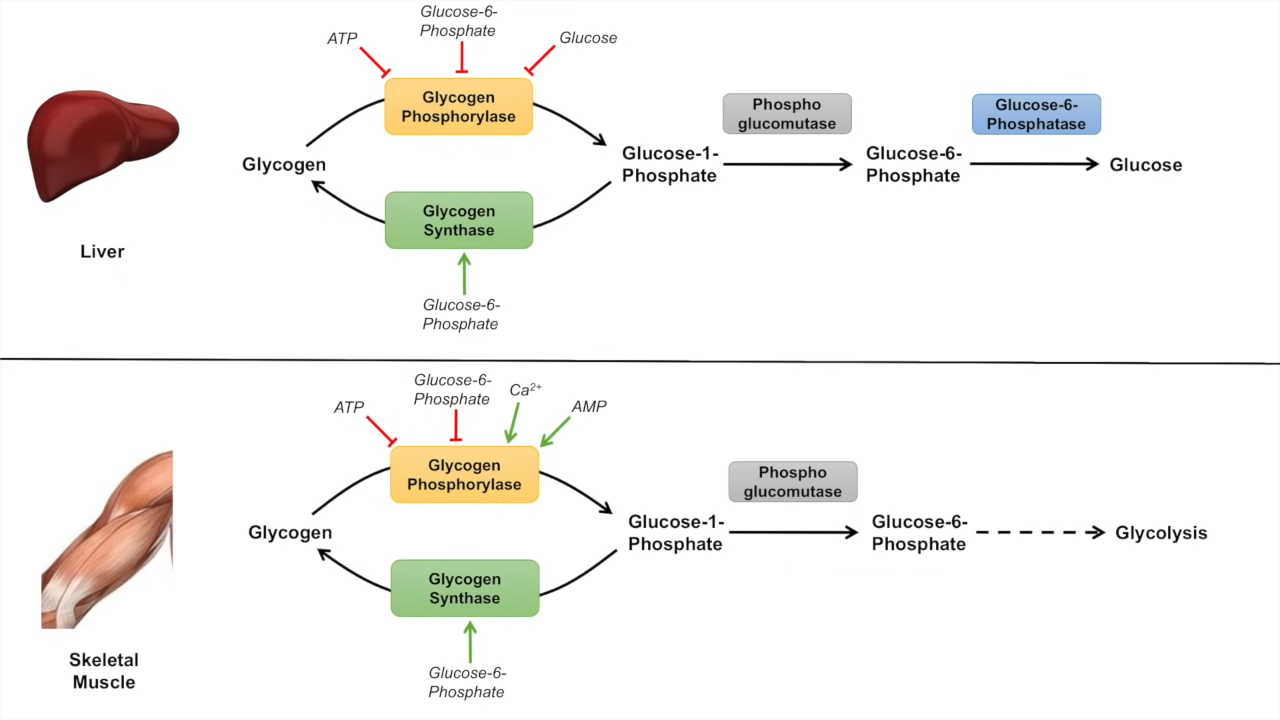 Glucose-6-
Phosphate
ATP
Glucose
Glycogen
Phosphorylase
Phospho
glucomutase
Glucose-6-
Phosphatase
Glycogen
Glucose-1-
Phosphate
Glucose-6-
Phosphate
Glucose
Glycogen
Synthase
Liver
Glucose-6-
Phosphate
Glucose-6-
Phosphate
Ca²⁺
ATP
AMP
Glycogen
Phosphorylase
Phospho
glucomutase
Glycogen
Glucose-1-
Phosphate
Glucose-6-
Phosphate
Glycolysis
Glycogen
Synthase
Skeletal
Muscle
Glucose-6-
Phosphate